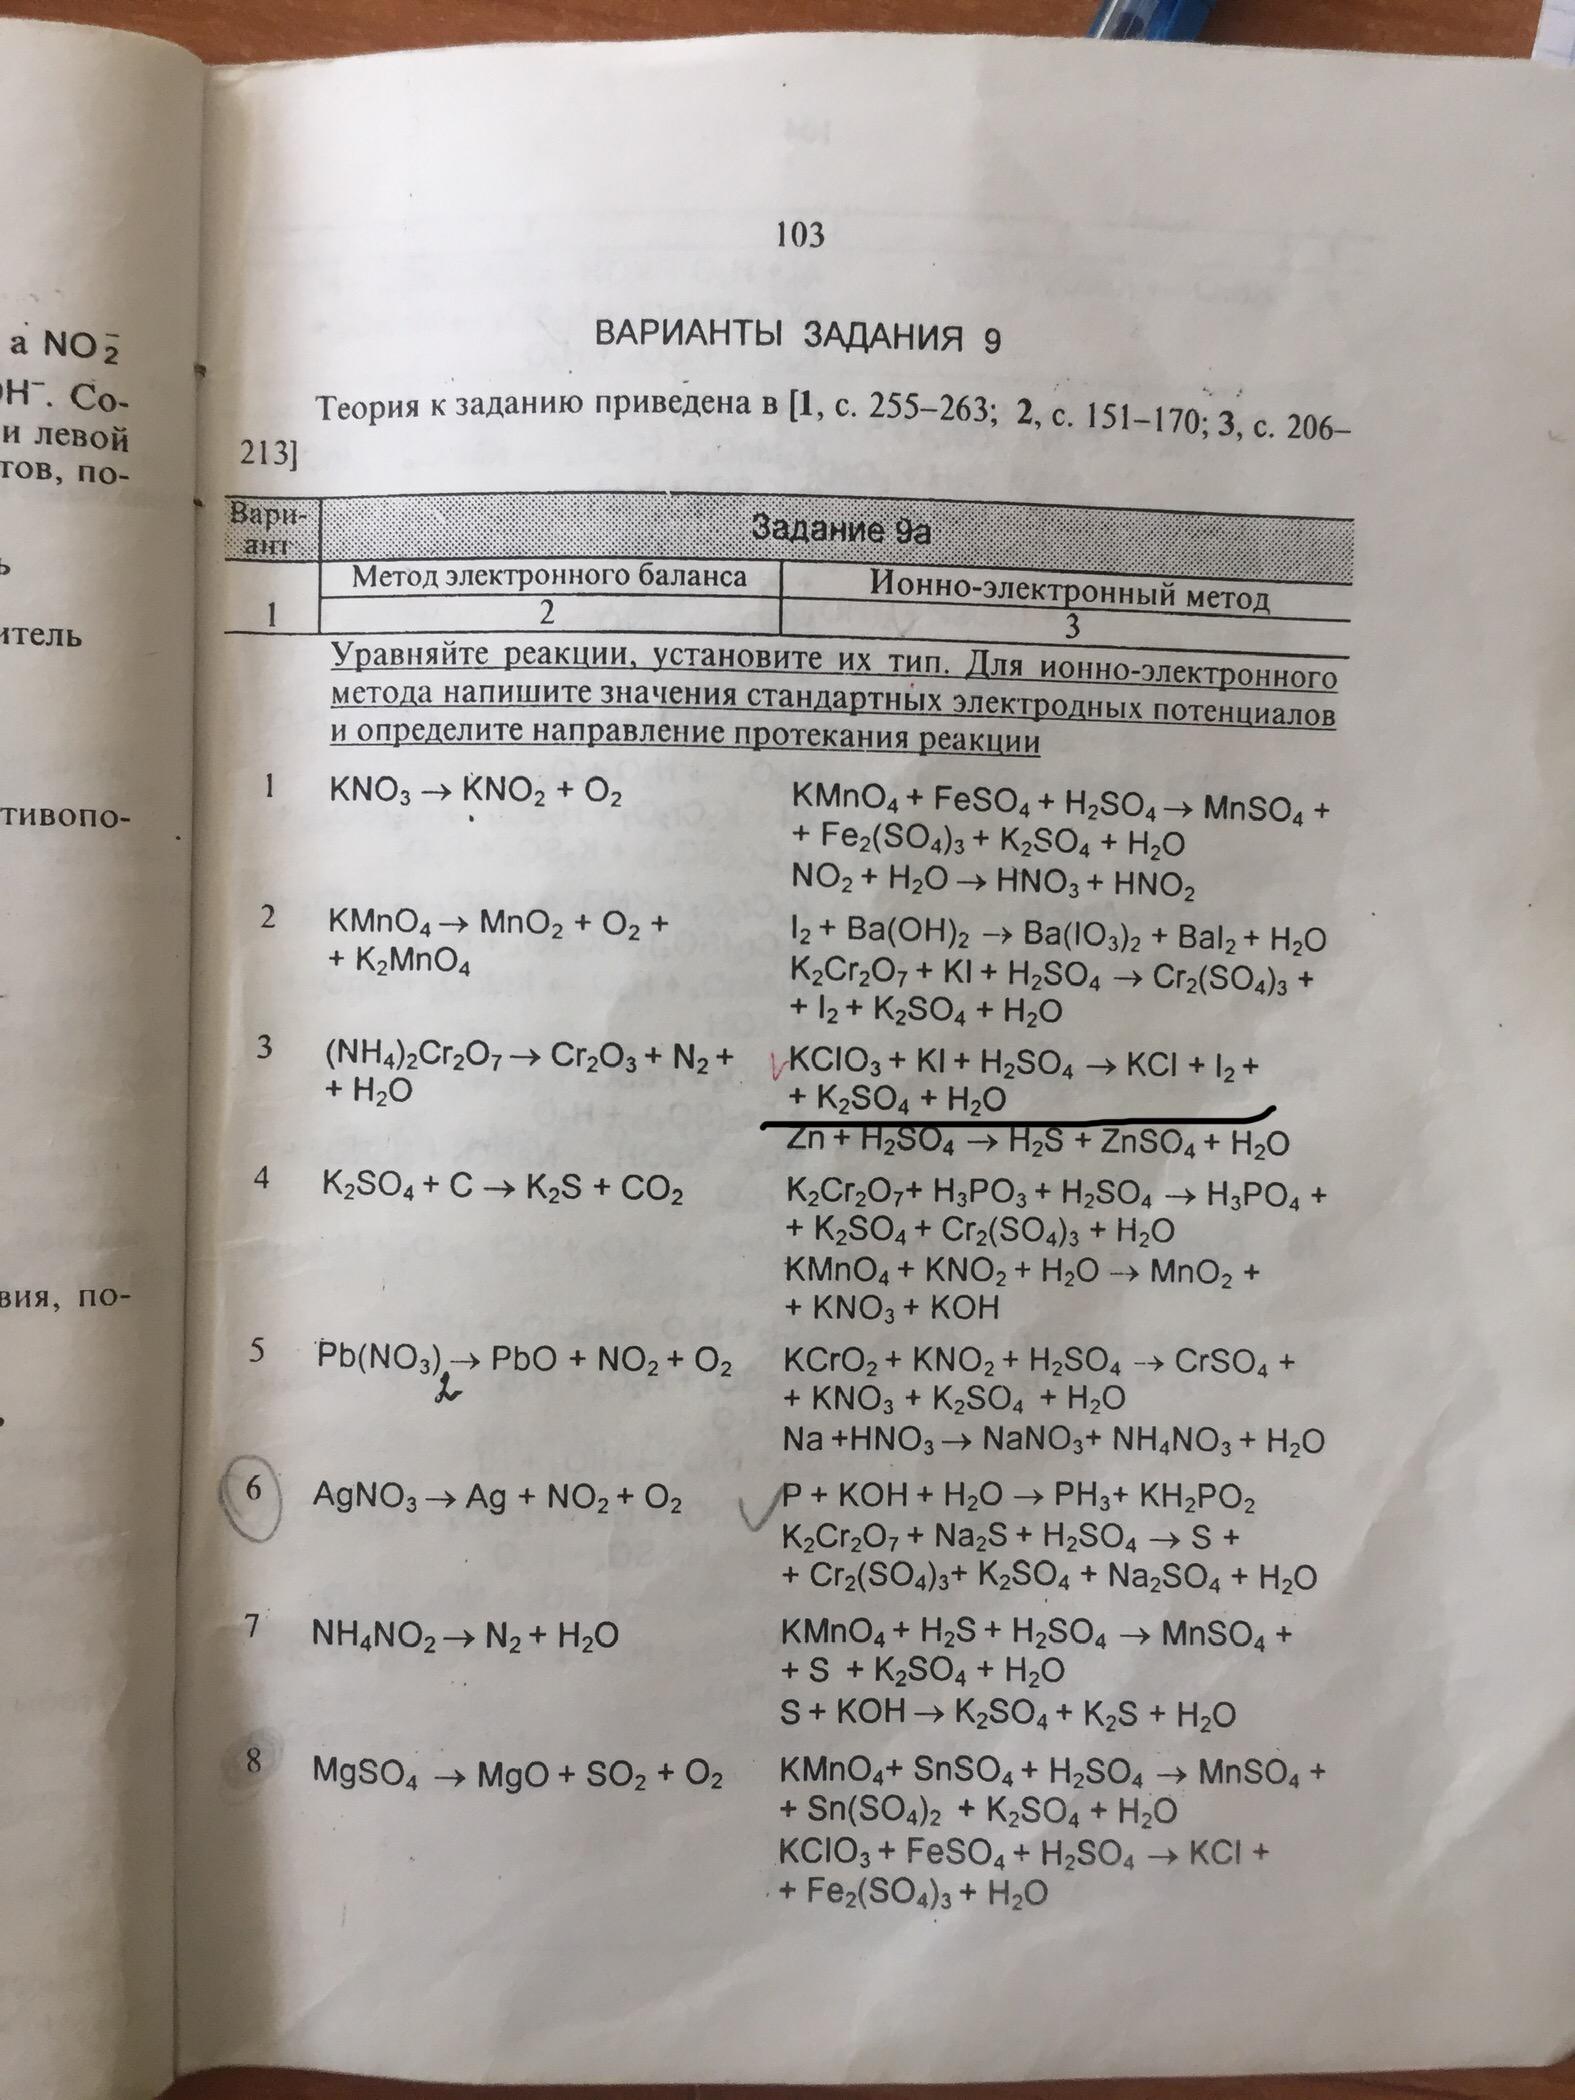 а NO₂⁻
OH⁻. Со-
и левой
тов, по-
ь
итель
тивопо-
вия, по-
103
ВАРИАНТЫ ЗАДАНИЯ 9
Теория к заданию приведена в [1, с. 255–263; 2, с. 151–170; 3, с. 206–
213]
Вари-
ант
Задание 9а
Метод электронного баланса
Ионно-электронный метод
1
2
3
Уравняйте реакции, установите их тип. Для ионно-электронного
метода напишите значения стандартных электродных потенциалов
и определите направление протекания реакции
1
KNO₃ → KNO₂ + O₂
KMnO₄ + FeSO₄ + H₂SO₄ → MnSO₄ +
+ Fe₂(SO₄)₃ + K₂SO₄ + H₂O
NO₂ + H₂O → HNO₃ + HNO₂
2
KMnO₄ → MnO₂ + O₂ +
+ K₂MnO₄
I₂ + Ba(OH)₂ → Ba(IO₃)₂ + BaI₂ + H₂O
K₂Cr₂O₇ + KI + H₂SO₄ → Cr₂(SO₄)₃ +
+ I₂ + K₂SO₄ + H₂O
3
(NH₄)₂Cr₂O₇ → Cr₂O₃ + N₂ +
+ H₂O
KClO₃ + KI + H₂SO₄ → KCl + I₂ +
+ K₂SO₄ + H₂O
Zn + H₂SO₄ → H₂S + ZnSO₄ + H₂O
4
K₂SO₄ + C → K₂S + CO₂
K₂Cr₂O₇+ H₃PO₃ + H₂SO₄ → H₃PO₄ +
+ K₂SO₄ + Cr₂(SO₄)₃ + H₂O
KMnO₄ + KNO₂ + H₂O → MnO₂ +
+ KNO₃ + KOH
5
Pb(NO₃)₂ → PbO + NO₂ + O₂
KCrO₂ + KNO₂ + H₂SO₄ → CrSO₄ +
+ KNO₃ + K₂SO₄ + H₂O
Na +HNO₃ → NaNO₃+ NH₄NO₃ + H₂O
6
AgNO₃ → Ag + NO₂ + O₂
P + KOH + H₂O → PH₃+ KH₂PO₂
K₂Cr₂O₇ + Na₂S + H₂SO₄ → S +
+ Cr₂(SO₄)₃+ K₂SO₄ + Na₂SO₄ + H₂O
7
NH₄NO₂ → N₂ + H₂O
KMnO₄ + H₂S + H₂SO₄ → MnSO₄ +
+ S + K₂SO₄ + H₂O
S + KOH → K₂SO₄ + K₂S + H₂O
8
MgSO₄ → MgO + SO₂ + O₂
KMnO₄+ SnSO₄ + H₂SO₄ → MnSO₄ +
+ Sn(SO₄)₂ + K₂SO₄ + H₂O
KClO₃ + FeSO₄ + H₂SO₄ → KCl +
+ Fe₂(SO₄)₃ + H₂O